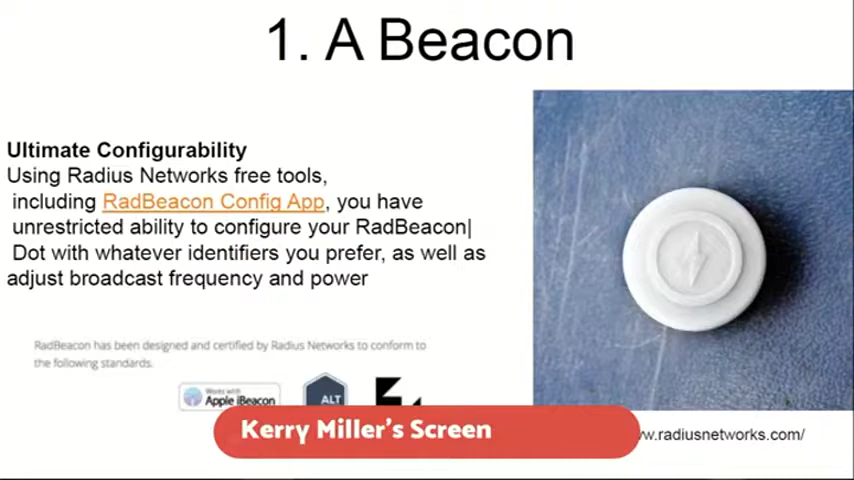 1. A Beacon
Ultimate Configurability
Using Radius Networks free tools,
including RadBeacon Config App, you have
unrestricted ability to configure your RadBeacon|
Dot with whatever identifiers you prefer, as well as
adjust broadcast frequency and power
RadBeacon has been designed and certified by Radius Networks to conform to
the following standards.
Works with
Apple iBeacon
ALT
Kerry Miller's Screen
w.radiusnetworks.com/